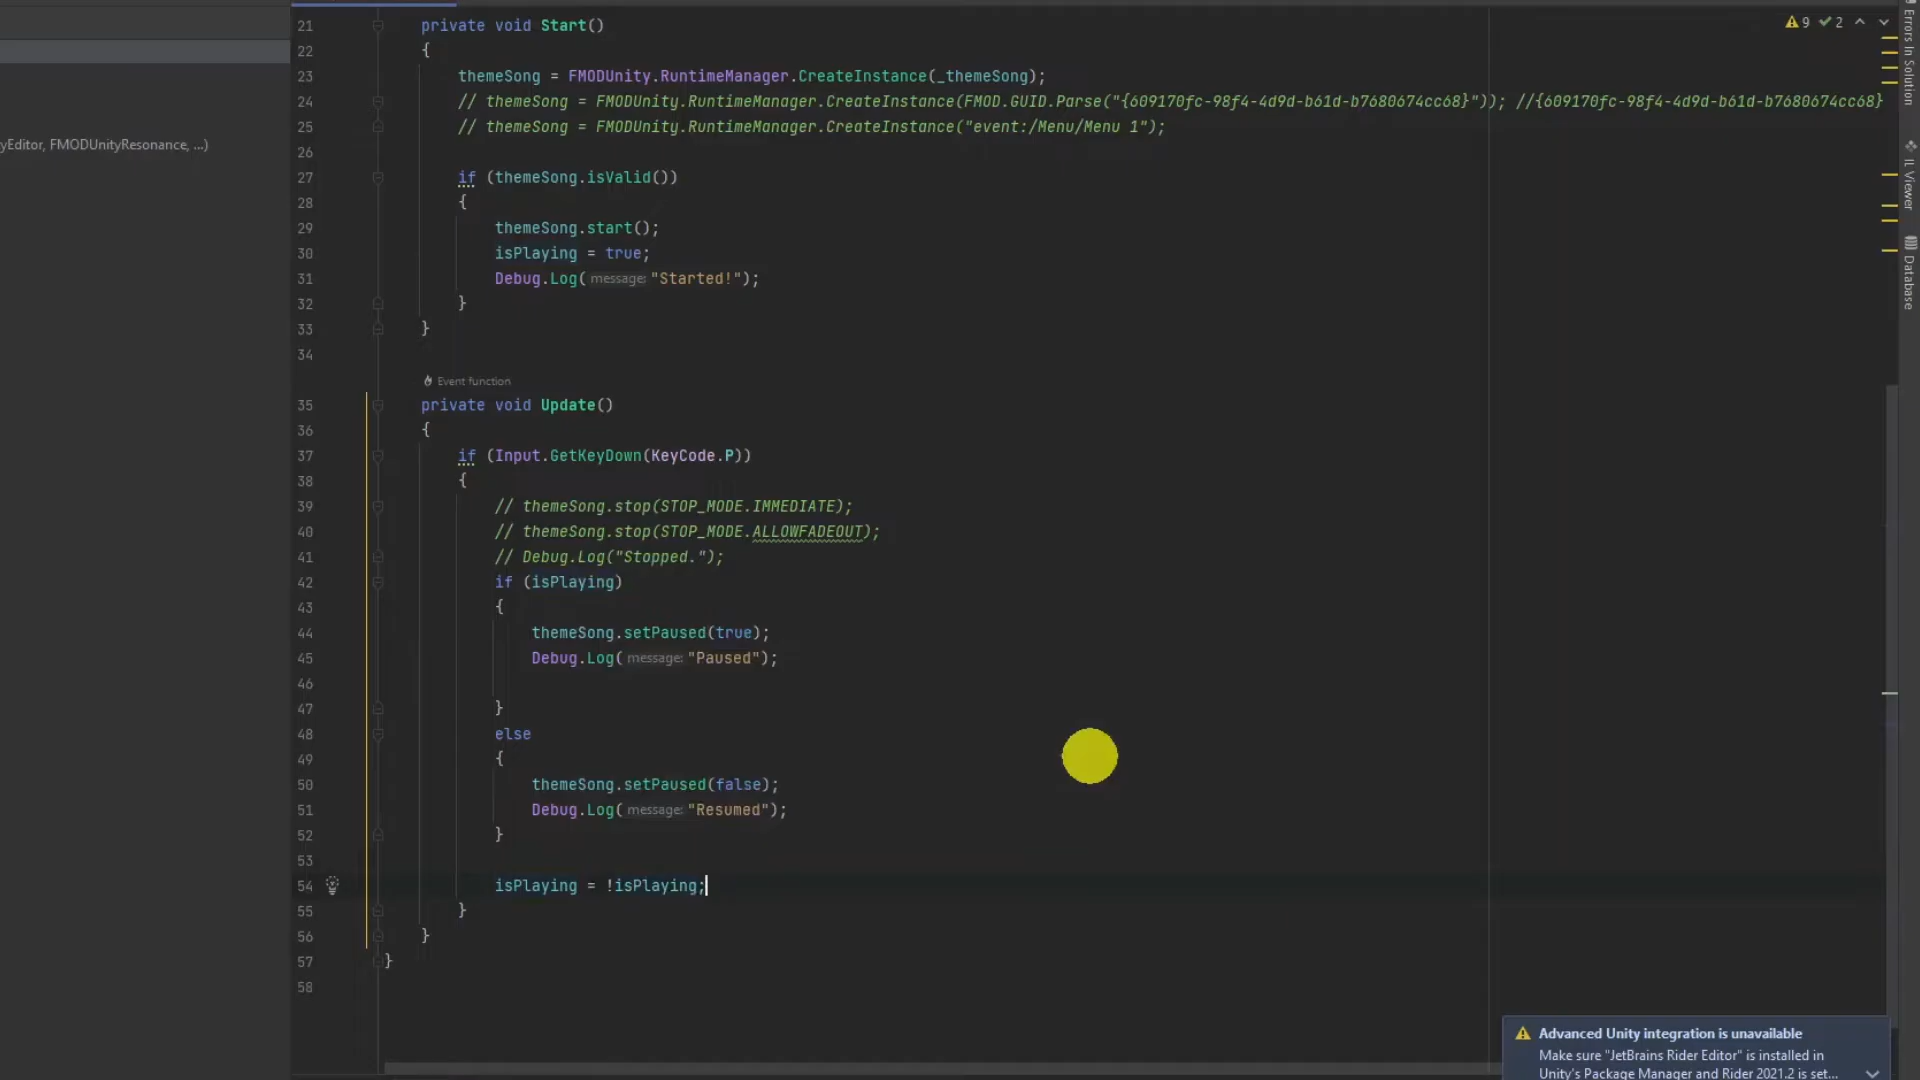 21 private void Start()
22 {
23 themeSong = FMODUnity.RuntimeManager.CreateInstance(_themeSong);
24 // themeSong = FMODUnity.RuntimeManager.CreateInstance(FMOD.GUID.Parse("{609170fc-98f4-4d9d-b61d-b7680674cc68}")); //{609170fc-98f4-4d9d-b61d-b7680674cc68}
25 // themeSong = FMODUnity.RuntimeManager.CreateInstance("event:/Menu/Menu 1");
26
27 if (themeSong.isValid())
28 {
29 themeSong.start();
30 isPlaying = true;
31 Debug.Log( message: "Started!");
32 }
33 }
34
Event function
35 private void Update()
36 {
37 if (Input.GetKeyDown(KeyCode.P))
38 {
39 // themeSong.stop(STOP_MODE.IMMEDIATE);
40 // themeSong.stop(STOP_MODE.ALLOWFADEOUT);
41 // Debug.Log("Stopped.");
42 if (isPlaying)
43 {
44 themeSong.setPaused(true);
45 Debug.Log( message: "Paused");
46
47 }
48 else
49 {
50 themeSong.setPaused(false);
51 Debug.Log( message: "Resumed");
52 }
53
54 isPlaying = !isPlaying;
55 }
56 }
57 }
58
yEditor, FMODUnityResonance, ...)
9 2
Errors In Solution
IL Viewer
Database
Advanced Unity integration is unavailable
Make sure "JetBrains Rider Editor" is installed in
Unity's Package Manager and Rider 2021.2 is set...